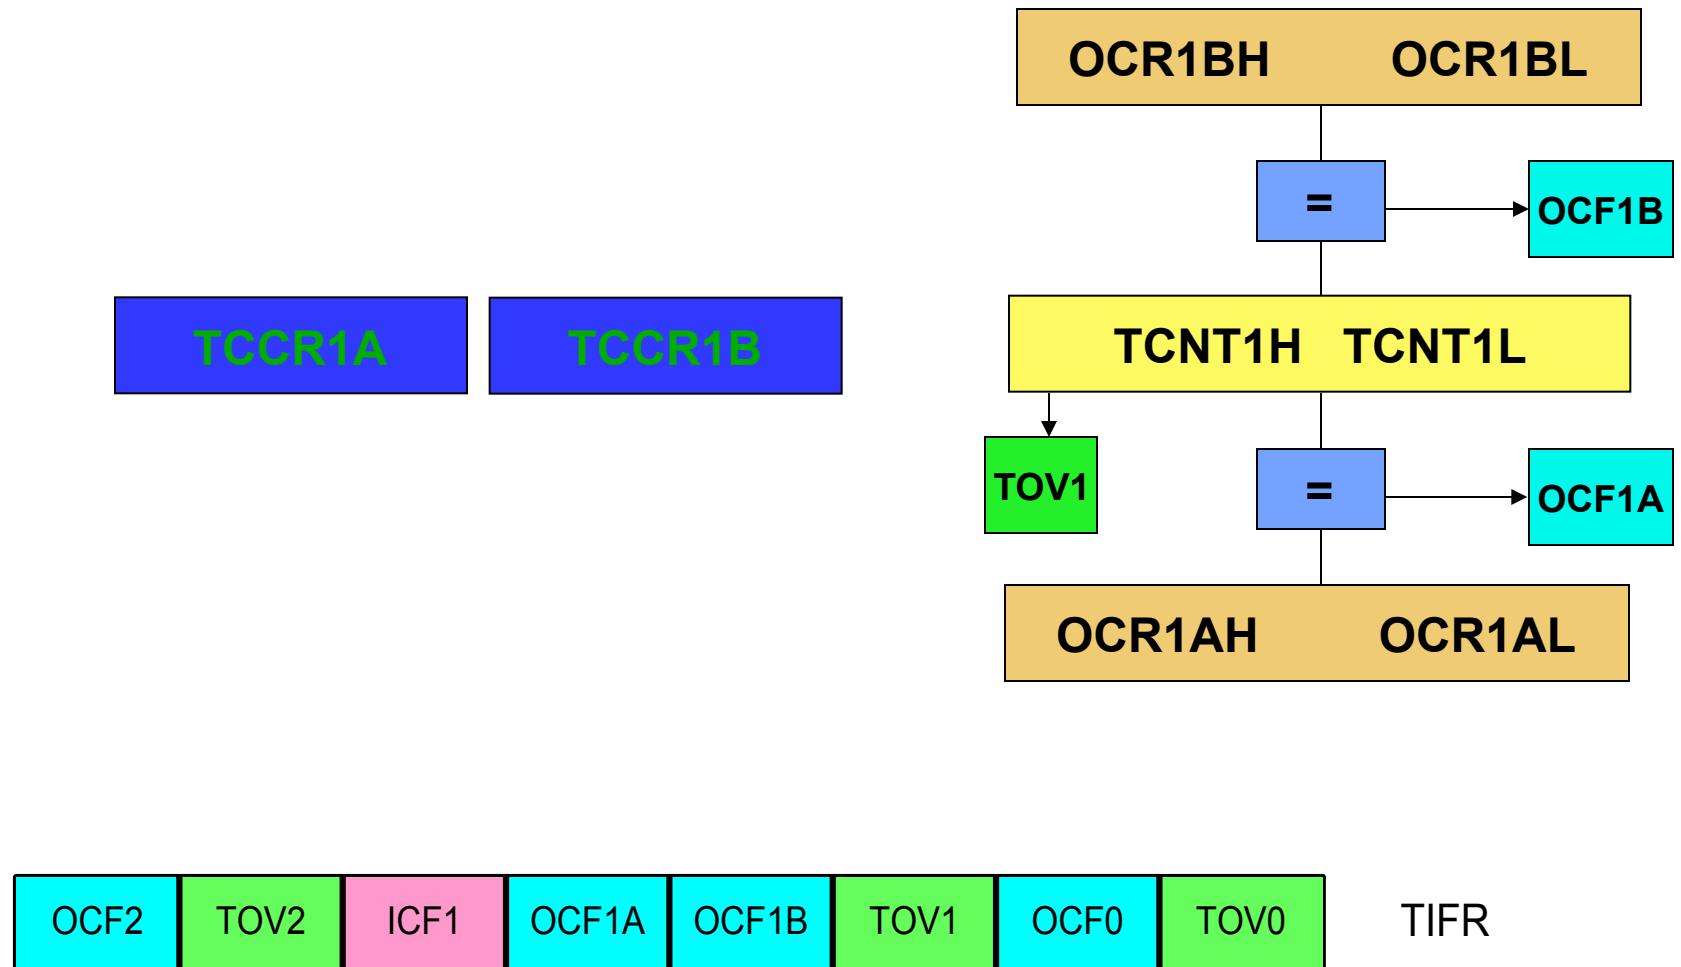 OCR1BH OCR1BL
=
OCF1B
TCCR1A TCCR1B
TCNT1H TCNT1L
TOV1
=
OCF1A
OCR1AH OCR1AL
OCF2 TOV2 ICF1 OCF1A OCF1B TOV1 OCF0 TOV0 TIFR